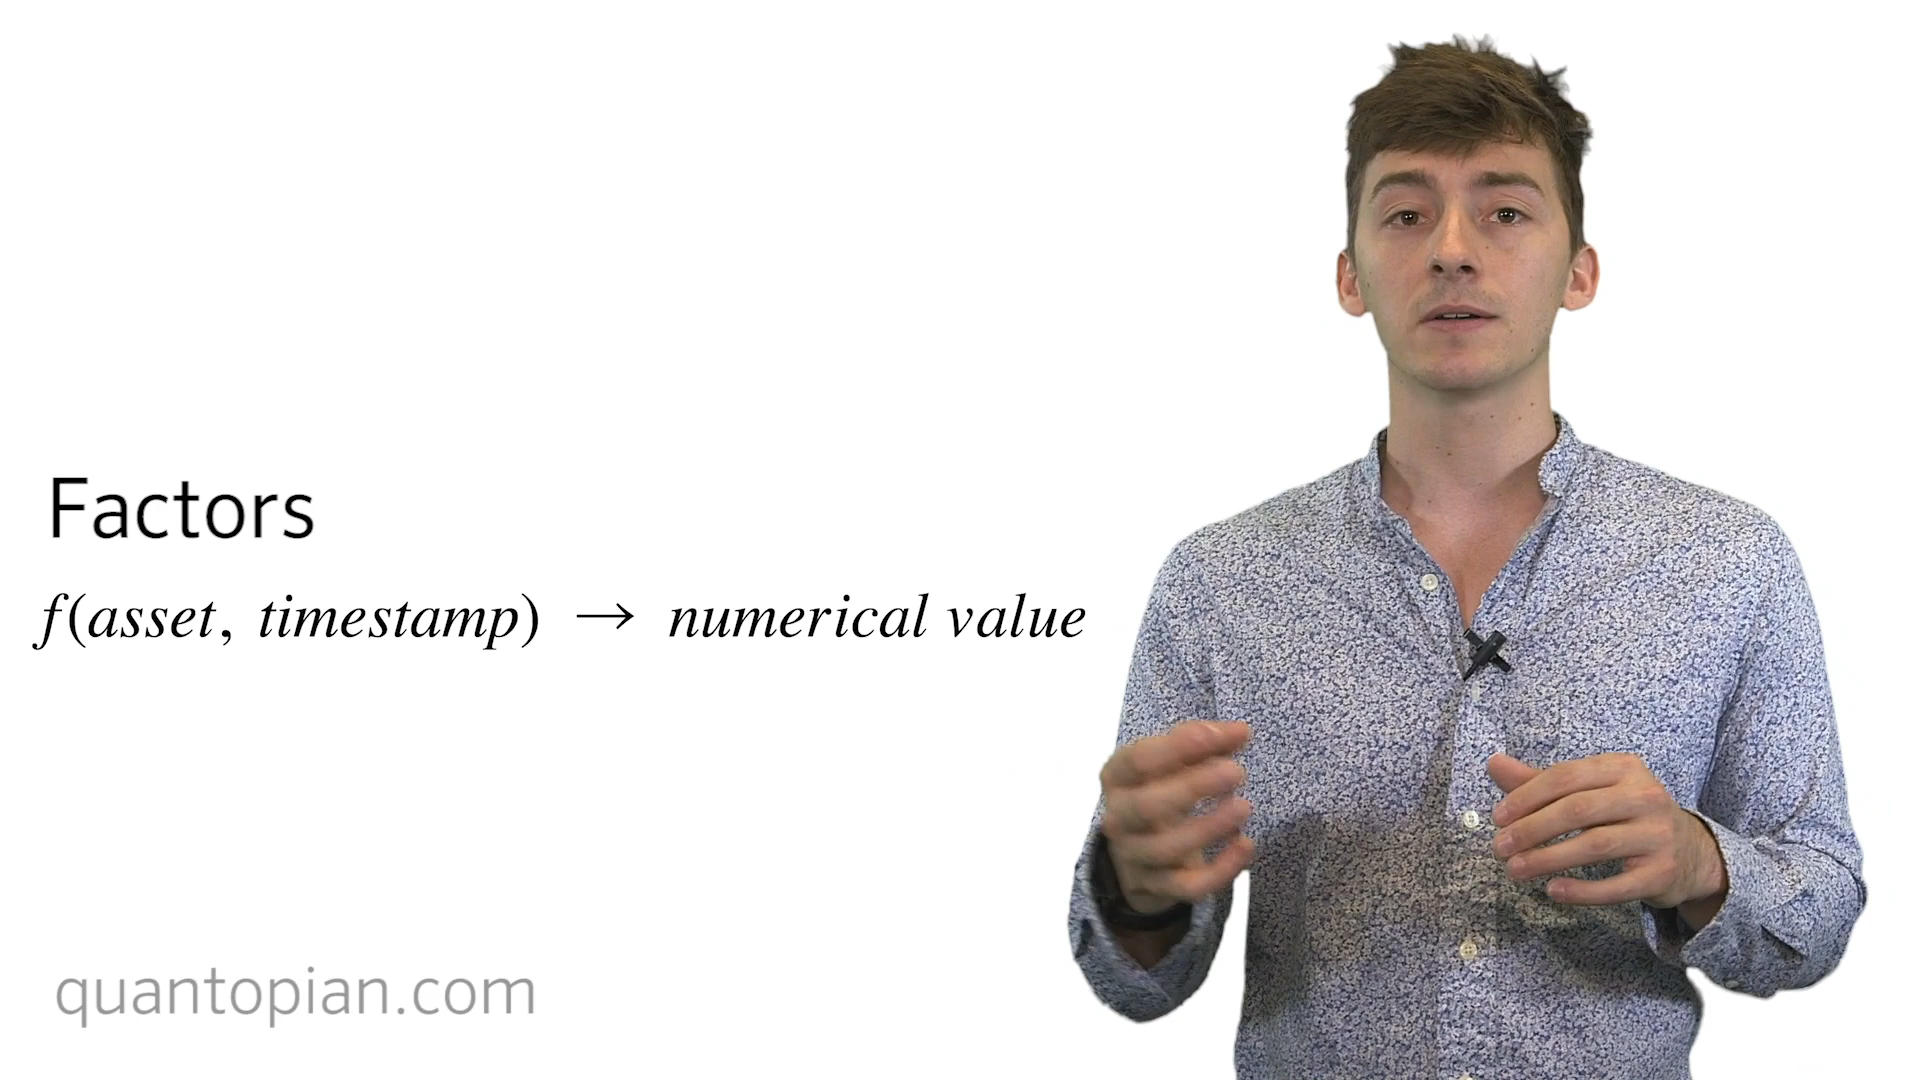 Factors
f(asset, timestamp) → numerical value
quantopian.com